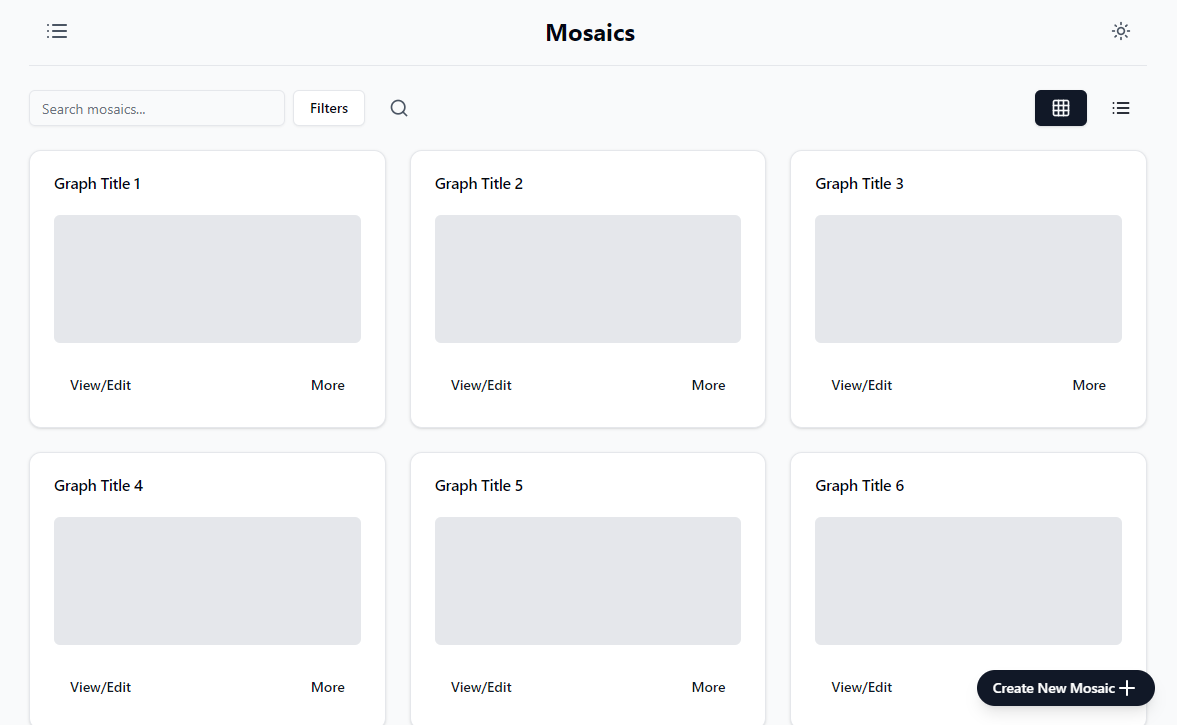 Mosaics
Search mosaics...
Filters
Graph Title 1
Graph Title 2
Graph Title 3
View/Edit
More
View/Edit
More
View/Edit
More
Graph Title 4
Graph Title 5
Graph Title 6
View/Edit
More
View/Edit
More
View/Edit
Create New Mosaic